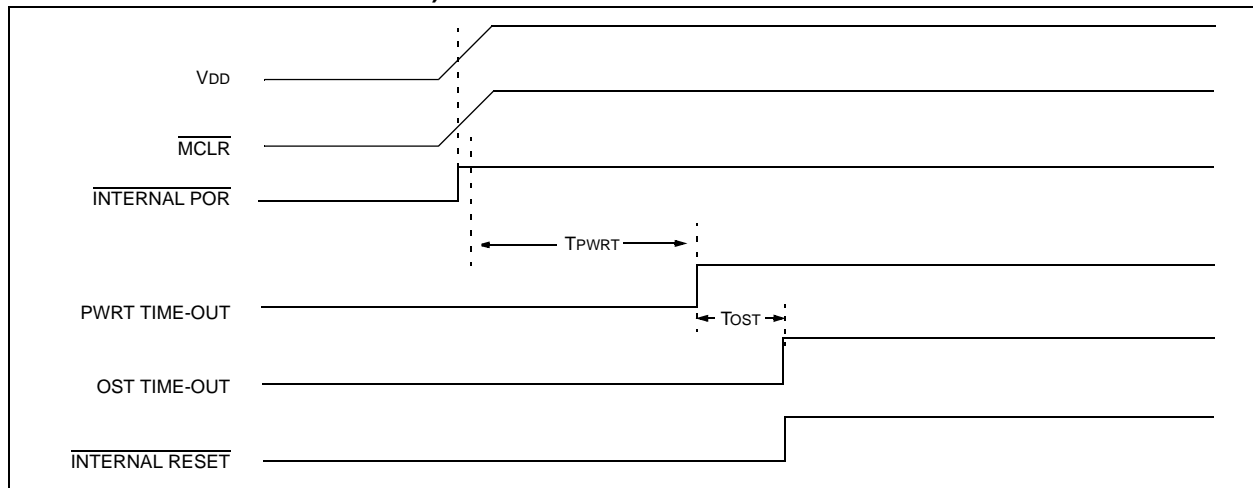 VDD
MCLR
INTERNAL POR
TPWRT
PWRT TIME-OUT
TOST
OST TIME-OUT
INTERNAL RESET